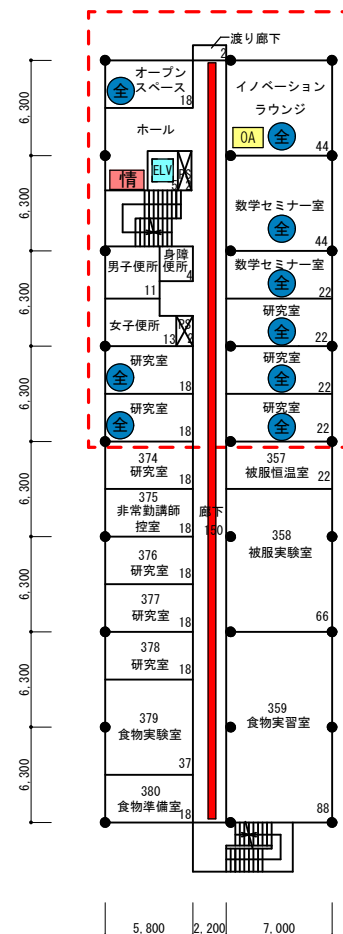 渡り廊下
2
オープン
スペース
全
18
イノベーション
ラウンジ
OA
全
44
ホール
ELV
PS
情
5
2
数学セミナー室
全
44
男子便所
身障
便所
4
11
数学セミナー室
全
22
女子便所
PS
13
2
研究室
全
22
研究室
全
18
研究室
全
22
研究室
全
18
研究室
全
22
374
研究室
18
357
被服恒温室
22
375
非常勤講師
控室
18
廊下
150
358
被服実験室
66
376
研究室
18
377
研究室
18
378
研究室
18
379
食物実験室
37
359
食物実習室
88
380
食物準備室
18
6,300
6,300
6,300
6,300
6,300
6,300
6,300
5,800
2,200
7,000